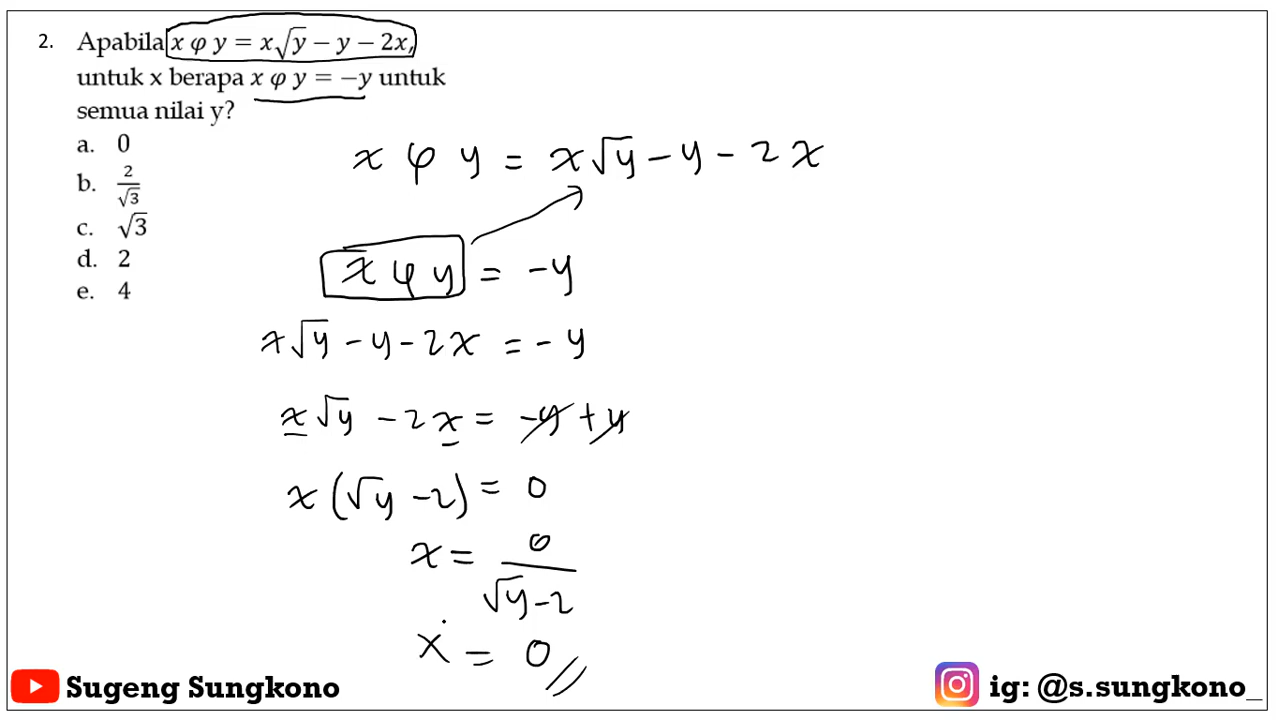 2. Apabila x φ y = x√y − y − 2x,
untuk x berapa x φ y = −y untuk
semua nilai y?
a. 0
b. 2/√3
c. √3
d. 2
e. 4
x φ y = x√y − y − 2x
x φ y = −y
x√y − y − 2x = −y
x√y − 2x = −y + y
x(√y − 2) = 0
x = 0/(√y − 2)
x = 0
Sugeng Sungkono
ig: @s.sungkono_